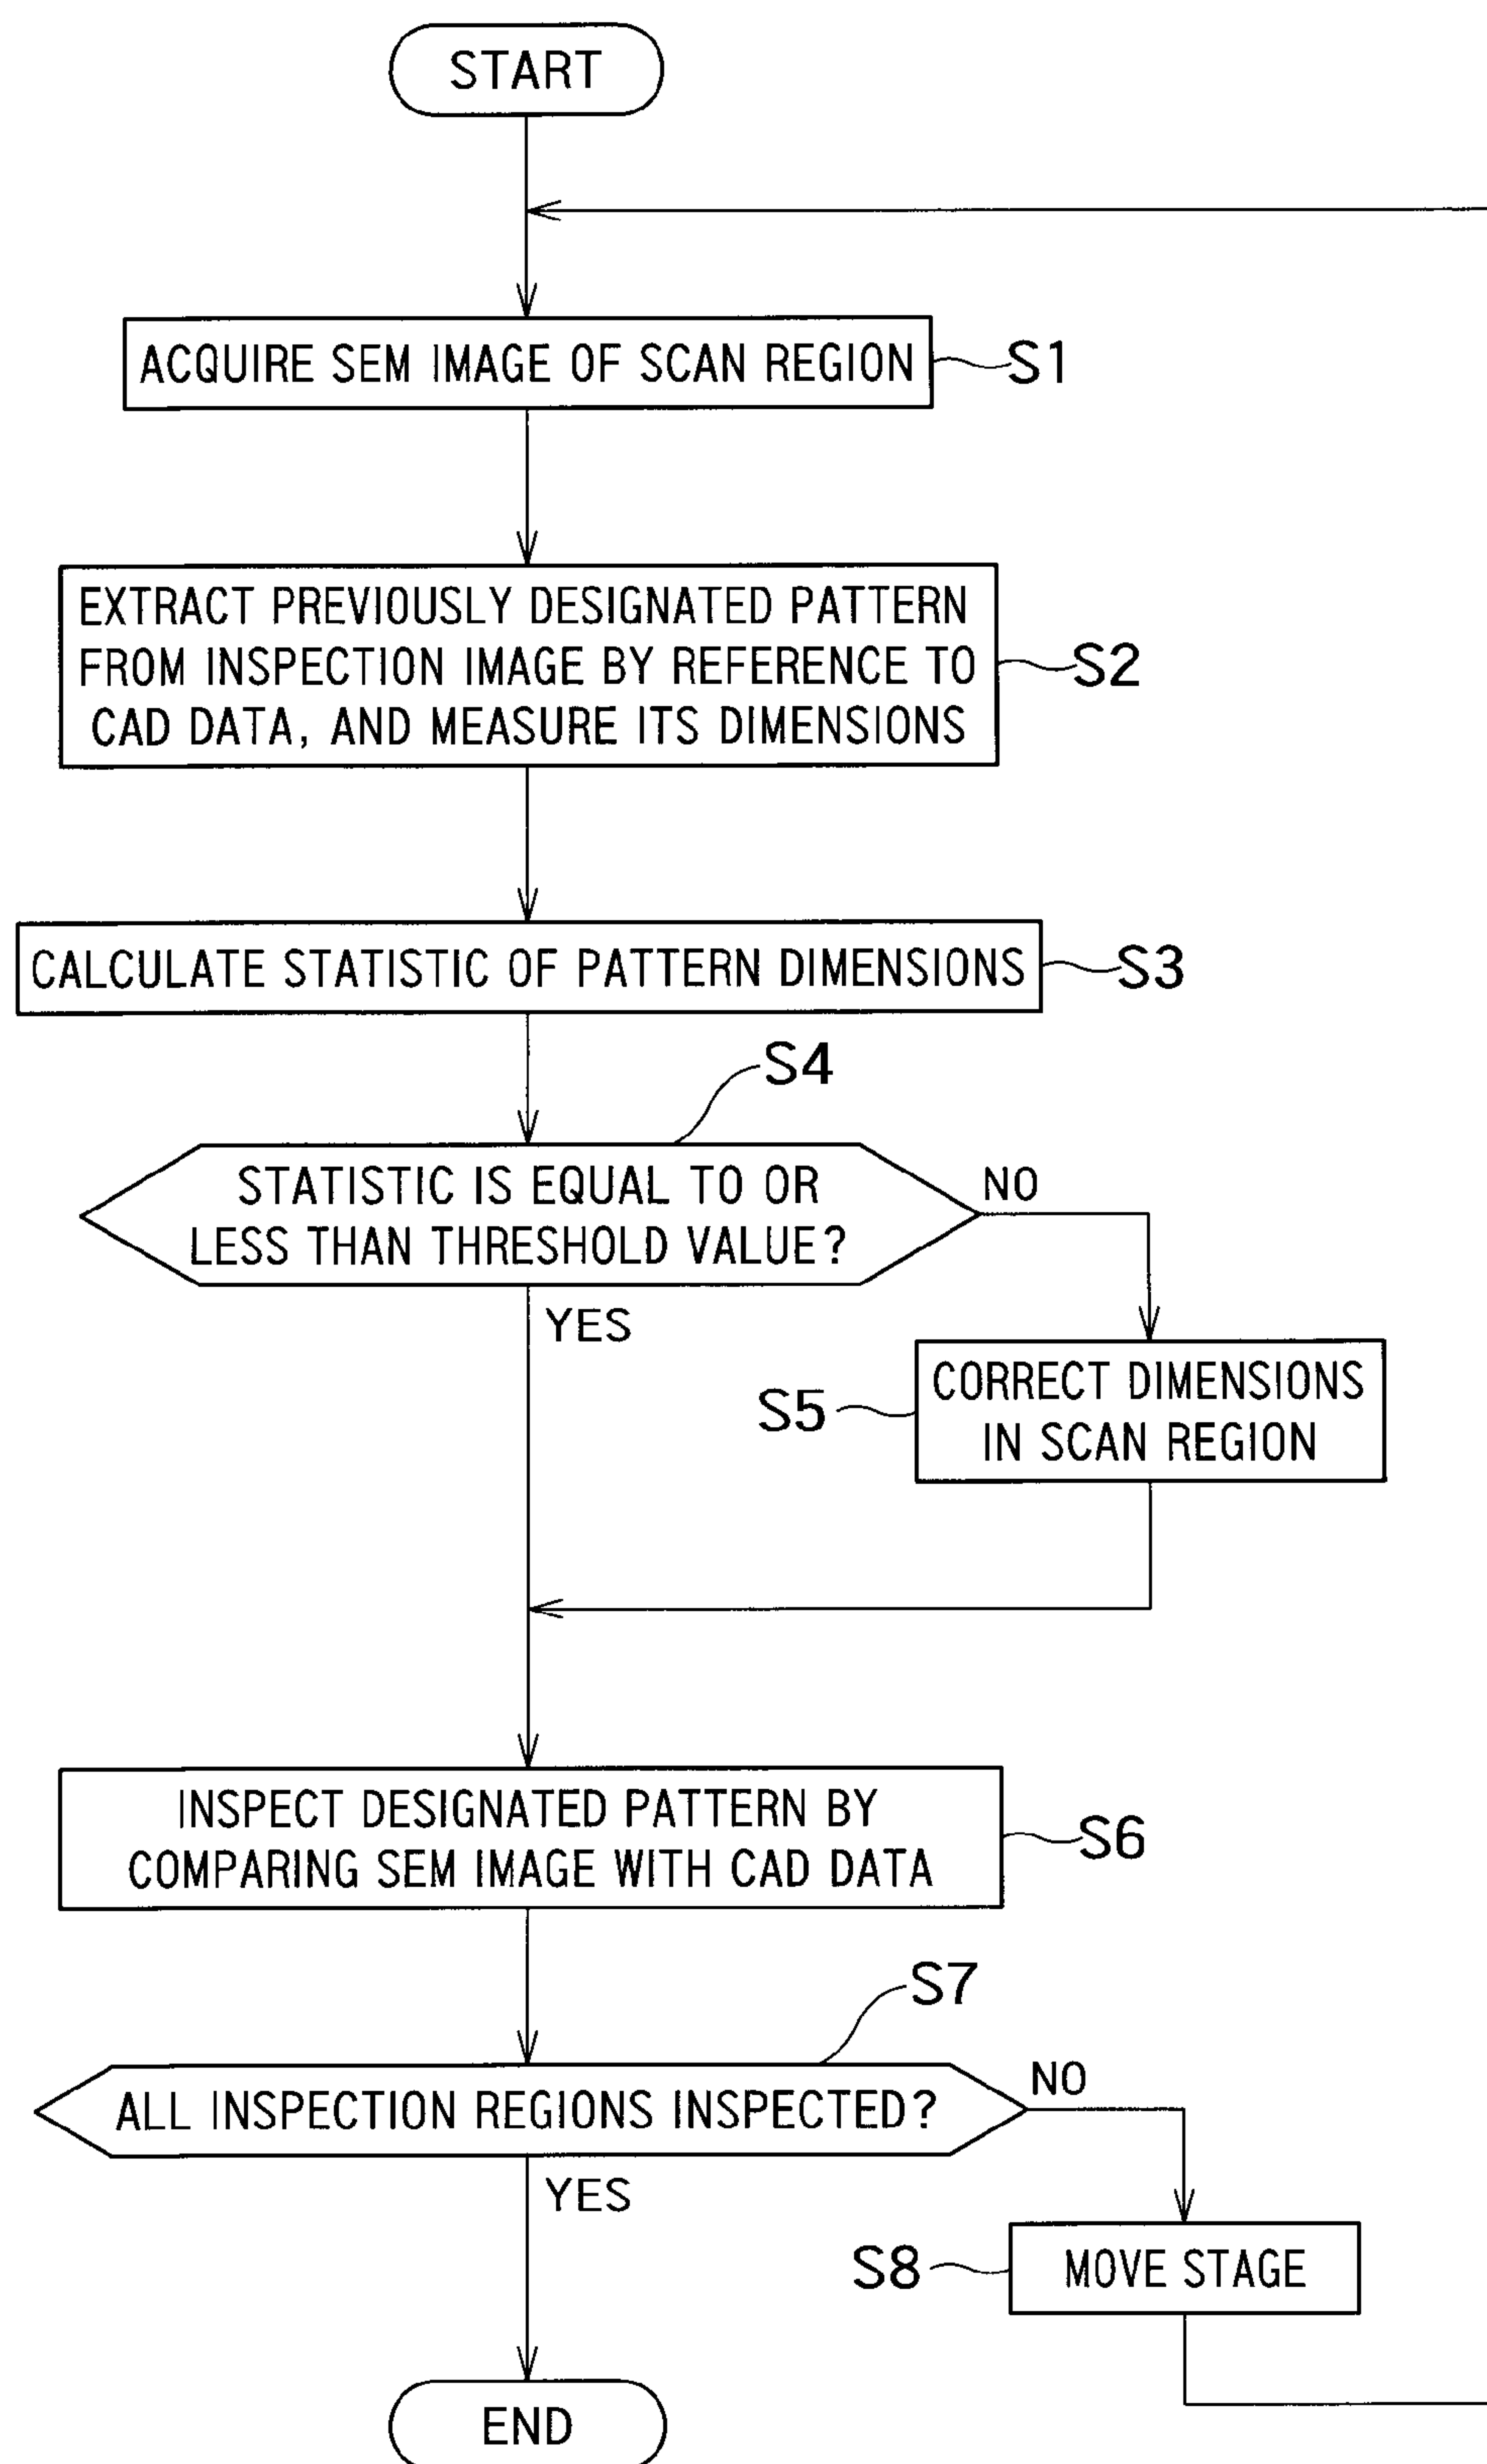 START
ACQUIRE SEM IMAGE OF SCAN REGION
S1
EXTRACT PREVIOUSLY DESIGNATED PATTERN
FROM INSPECTION IMAGE BY REFERENCE TO
CAD DATA, AND MEASURE ITS DIMENSIONS
S2
CALCULATE STATISTIC OF PATTERN DIMENSIONS
S3
S4
STATISTIC IS EQUAL TO OR
LESS THAN THRESHOLD VALUE?
NO
YES
S5
CORRECT DIMENSIONS
IN SCAN REGION
INSPECT DESIGNATED PATTERN BY
COMPARING SEM IMAGE WITH CAD DATA
S6
S7
ALL INSPECTION REGIONS INSPECTED?
NO
YES
S8
MOVE STAGE
END